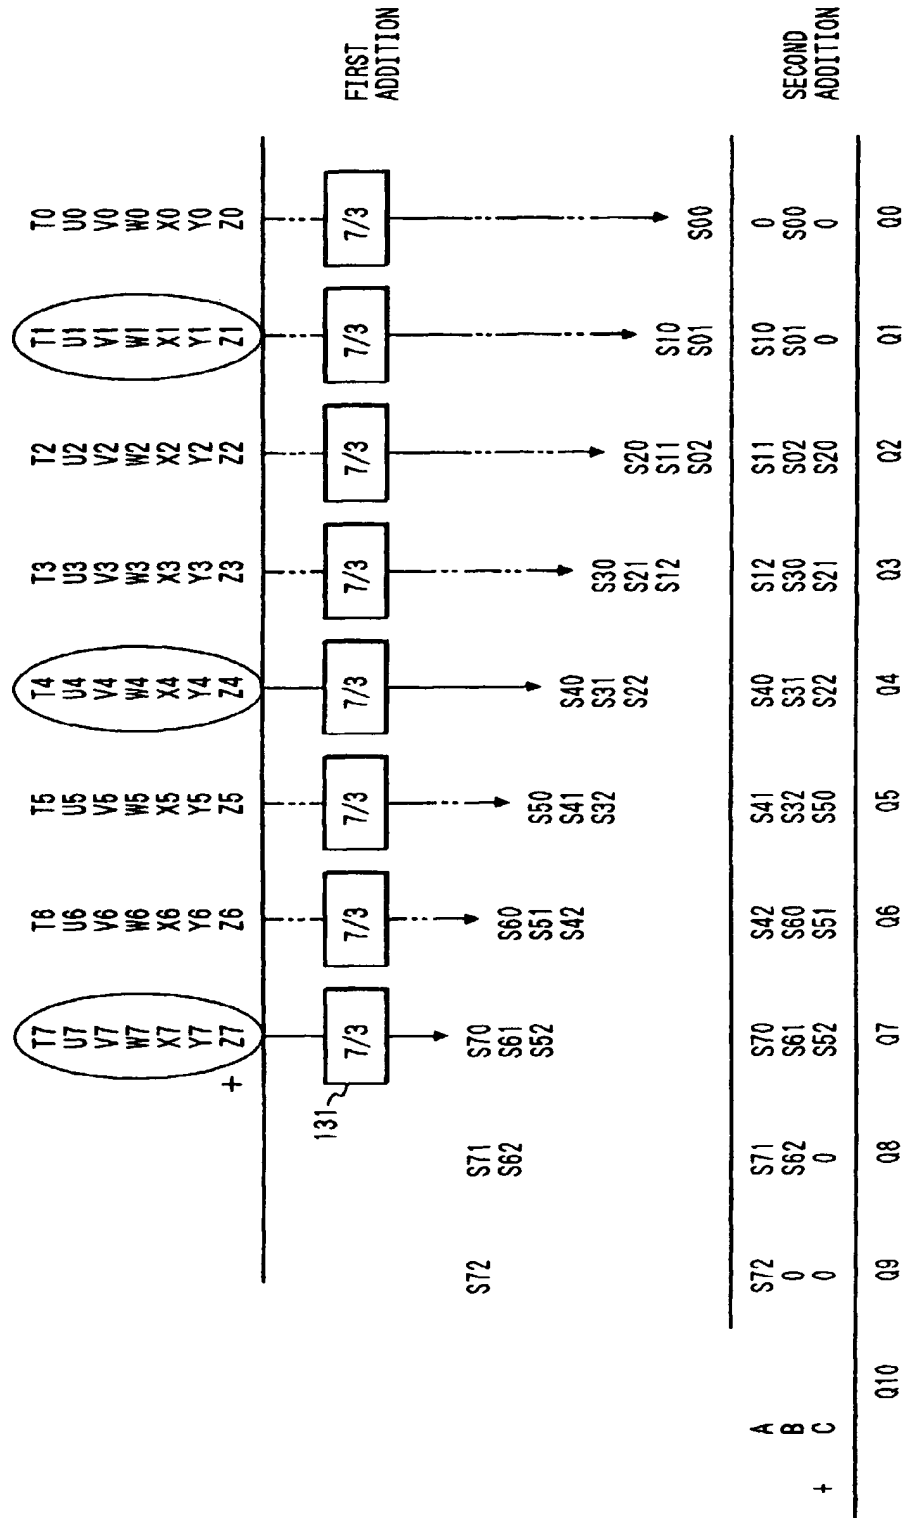 T7 T6 T5 T4 T3 T2 T1 T0
U7 U6 U5 U4 U3 U2 U1 U0
V7 V6 V5 V4 V3 V2 V1 V0
W7 W6 W5 W4 W3 W2 W1 W0
X7 X6 X5 X4 X3 X2 X1 X0
Y7 Y6 Y5 Y4 Y3 Y2 Y1 Y0
+ Z7 Z6 Z5 Z4 Z3 Z2 Z1 Z0
131
7/3 7/3 7/3 7/3 7/3 7/3 7/3 7/3 FIRST
ADDITION
S72 S71 S70
S62 S61 S60
S52 S51 S50
S42 S41 S40
S32 S31 S30
S22 S21 S20
S12 S11 S10
S02 S01 S00
A S72 S71 S70 S42 S41 S40 S12 S11 S10 0
B 0 S62 S61 S60 S32 S31 S30 S02 S01 S00 SECOND
+ C 0 0 S52 S51 S50 S22 S21 S20 0 0 ADDITION
Q10 Q9 Q8 Q7 Q6 Q5 Q4 Q3 Q2 Q1 Q0